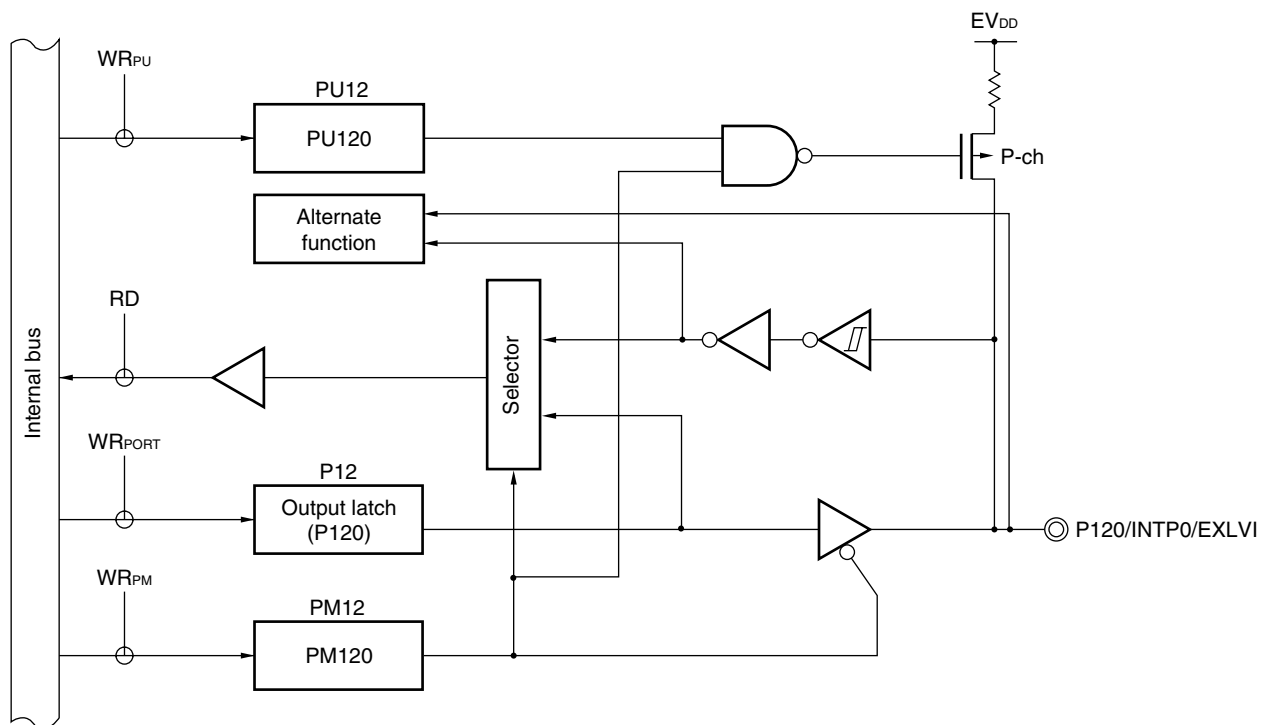 EVDD
WRPU
PU12
PU120
P-ch
Alternate
function
RD
Internal bus
Selector
WRPORT
P12
Output latch
(P120)
P120/INTP0/EXLVI
WRPM
PM12
PM120